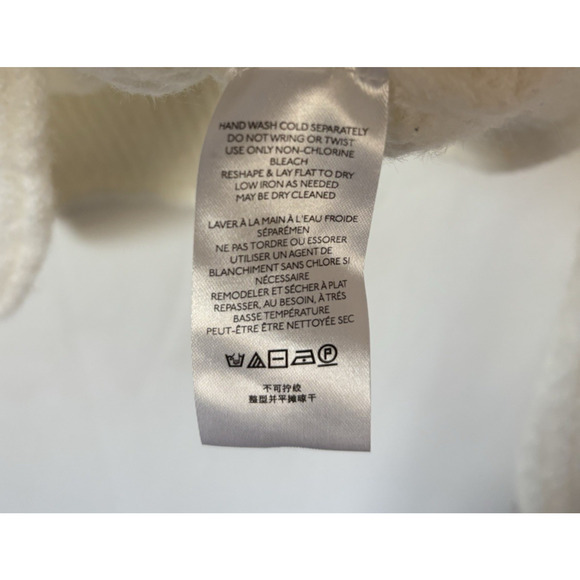 HAND WASH COLD SEPARATELY
DO NOT WRING OR TWIST
USE ONLY NON-CHLORINE
BLEACH
RESHAPE & LAY FLAT TO DRY
LOW IRON AS NEEDED
MAY BE DRY CLEANED
LAVER À LA MAIN À L'EAU FROIDE
SÉPARÉMEN
NE PAS TORDRE OU ESSORER
UTILISER UN AGENT DE
BLANCHIMENT SANS CHLORE SI
NÉCESSAIRE
REMODELER ET SÉCHER À PLAT
REPASSER, AU BESOIN, À TRÉS
BASSE TEMPÉRATURE
PEUT-ÊTRE ÊTRE NETTOYÉE SEC
P
不可拧绞
整型并平摊晾干